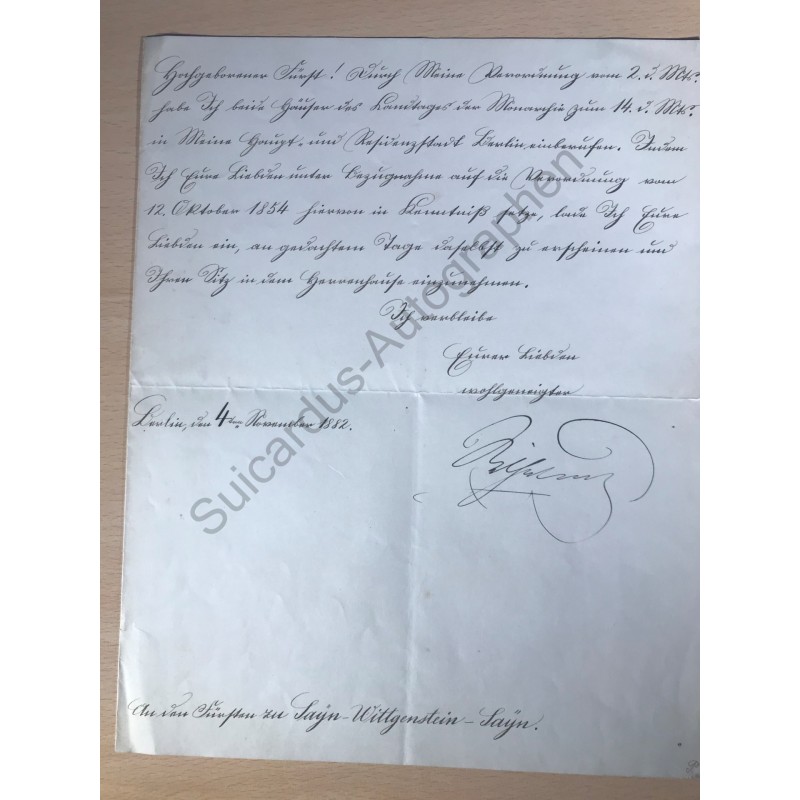 Hochgeborener Fürst! Durch Meine Verordnung vom 2. d. Mts.
habe Ich beide Häuser des Landtages der Monarchie zum 14. d. Mts.
in Meine Haupt- und Residenzstadt Berlin einberufen. Indem
Ich Eure Liebden unter Bezugnahme auf die Verordnung vom
12. Oktober 1854 hiervon in Kenntniß setze, lade Ich Eure
Liebden ein, an gedachtem Tage daselbst zu erscheinen und
Ihren Sitz in dem Herrenhause einzunehmen.
Ich verbleibe
Eurer Liebden
wohlgeneigter
Berlin, den 4ten November 1882.
Wilhelm
An den Fürsten zu Sayn-Wittgenstein-Sayn.
Suicardus-Autographen